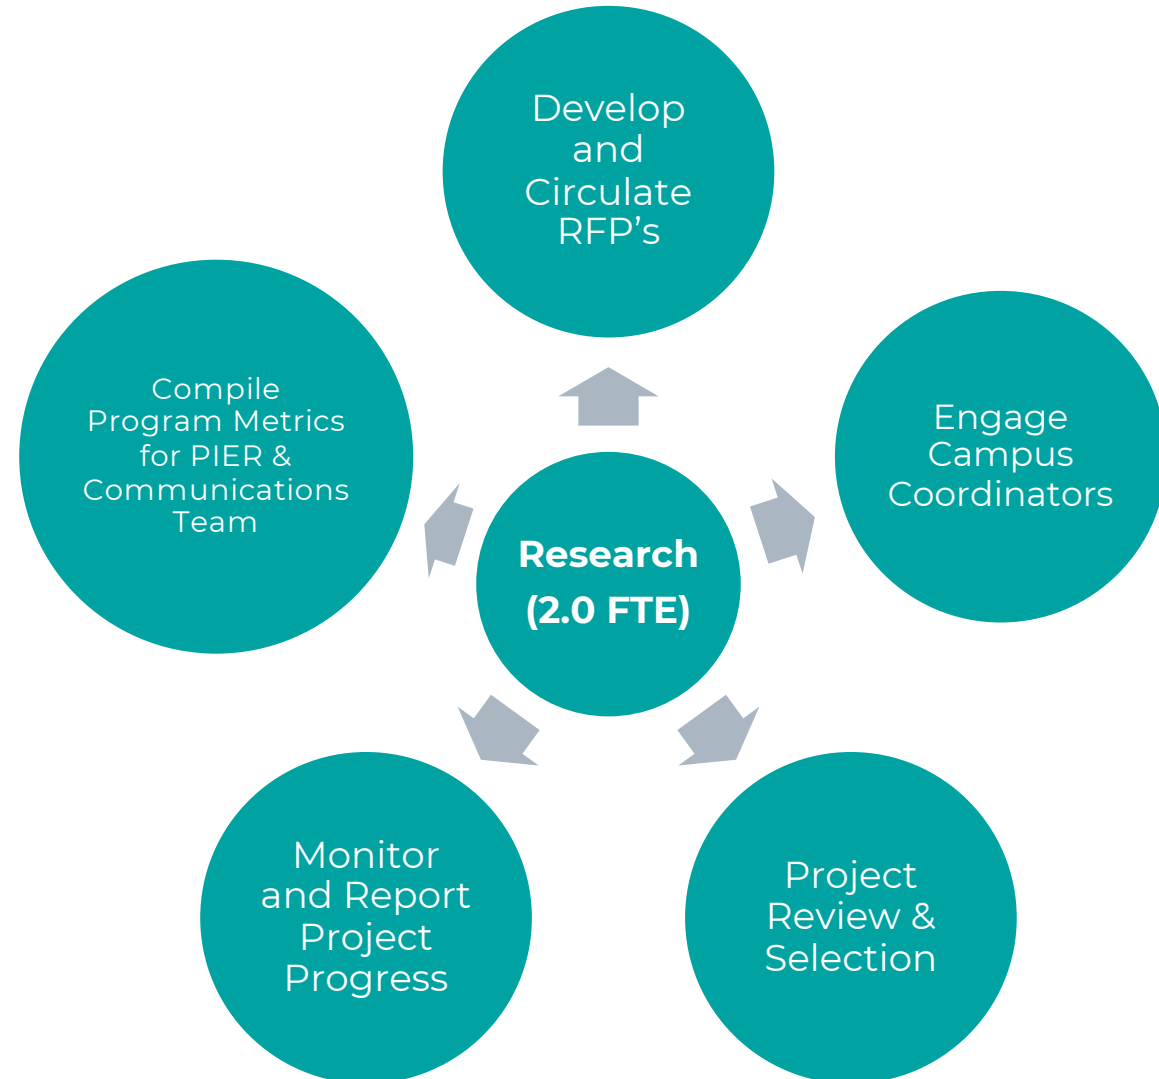 Develop
and
Circulate
RFP’s
Engage
Campus
Coordinators
Project
Review &
Selection
Monitor
and Report
Project
Progress
Compile
Program Metrics
for PIER &
Communications
Team
Research
(2.0 FTE)